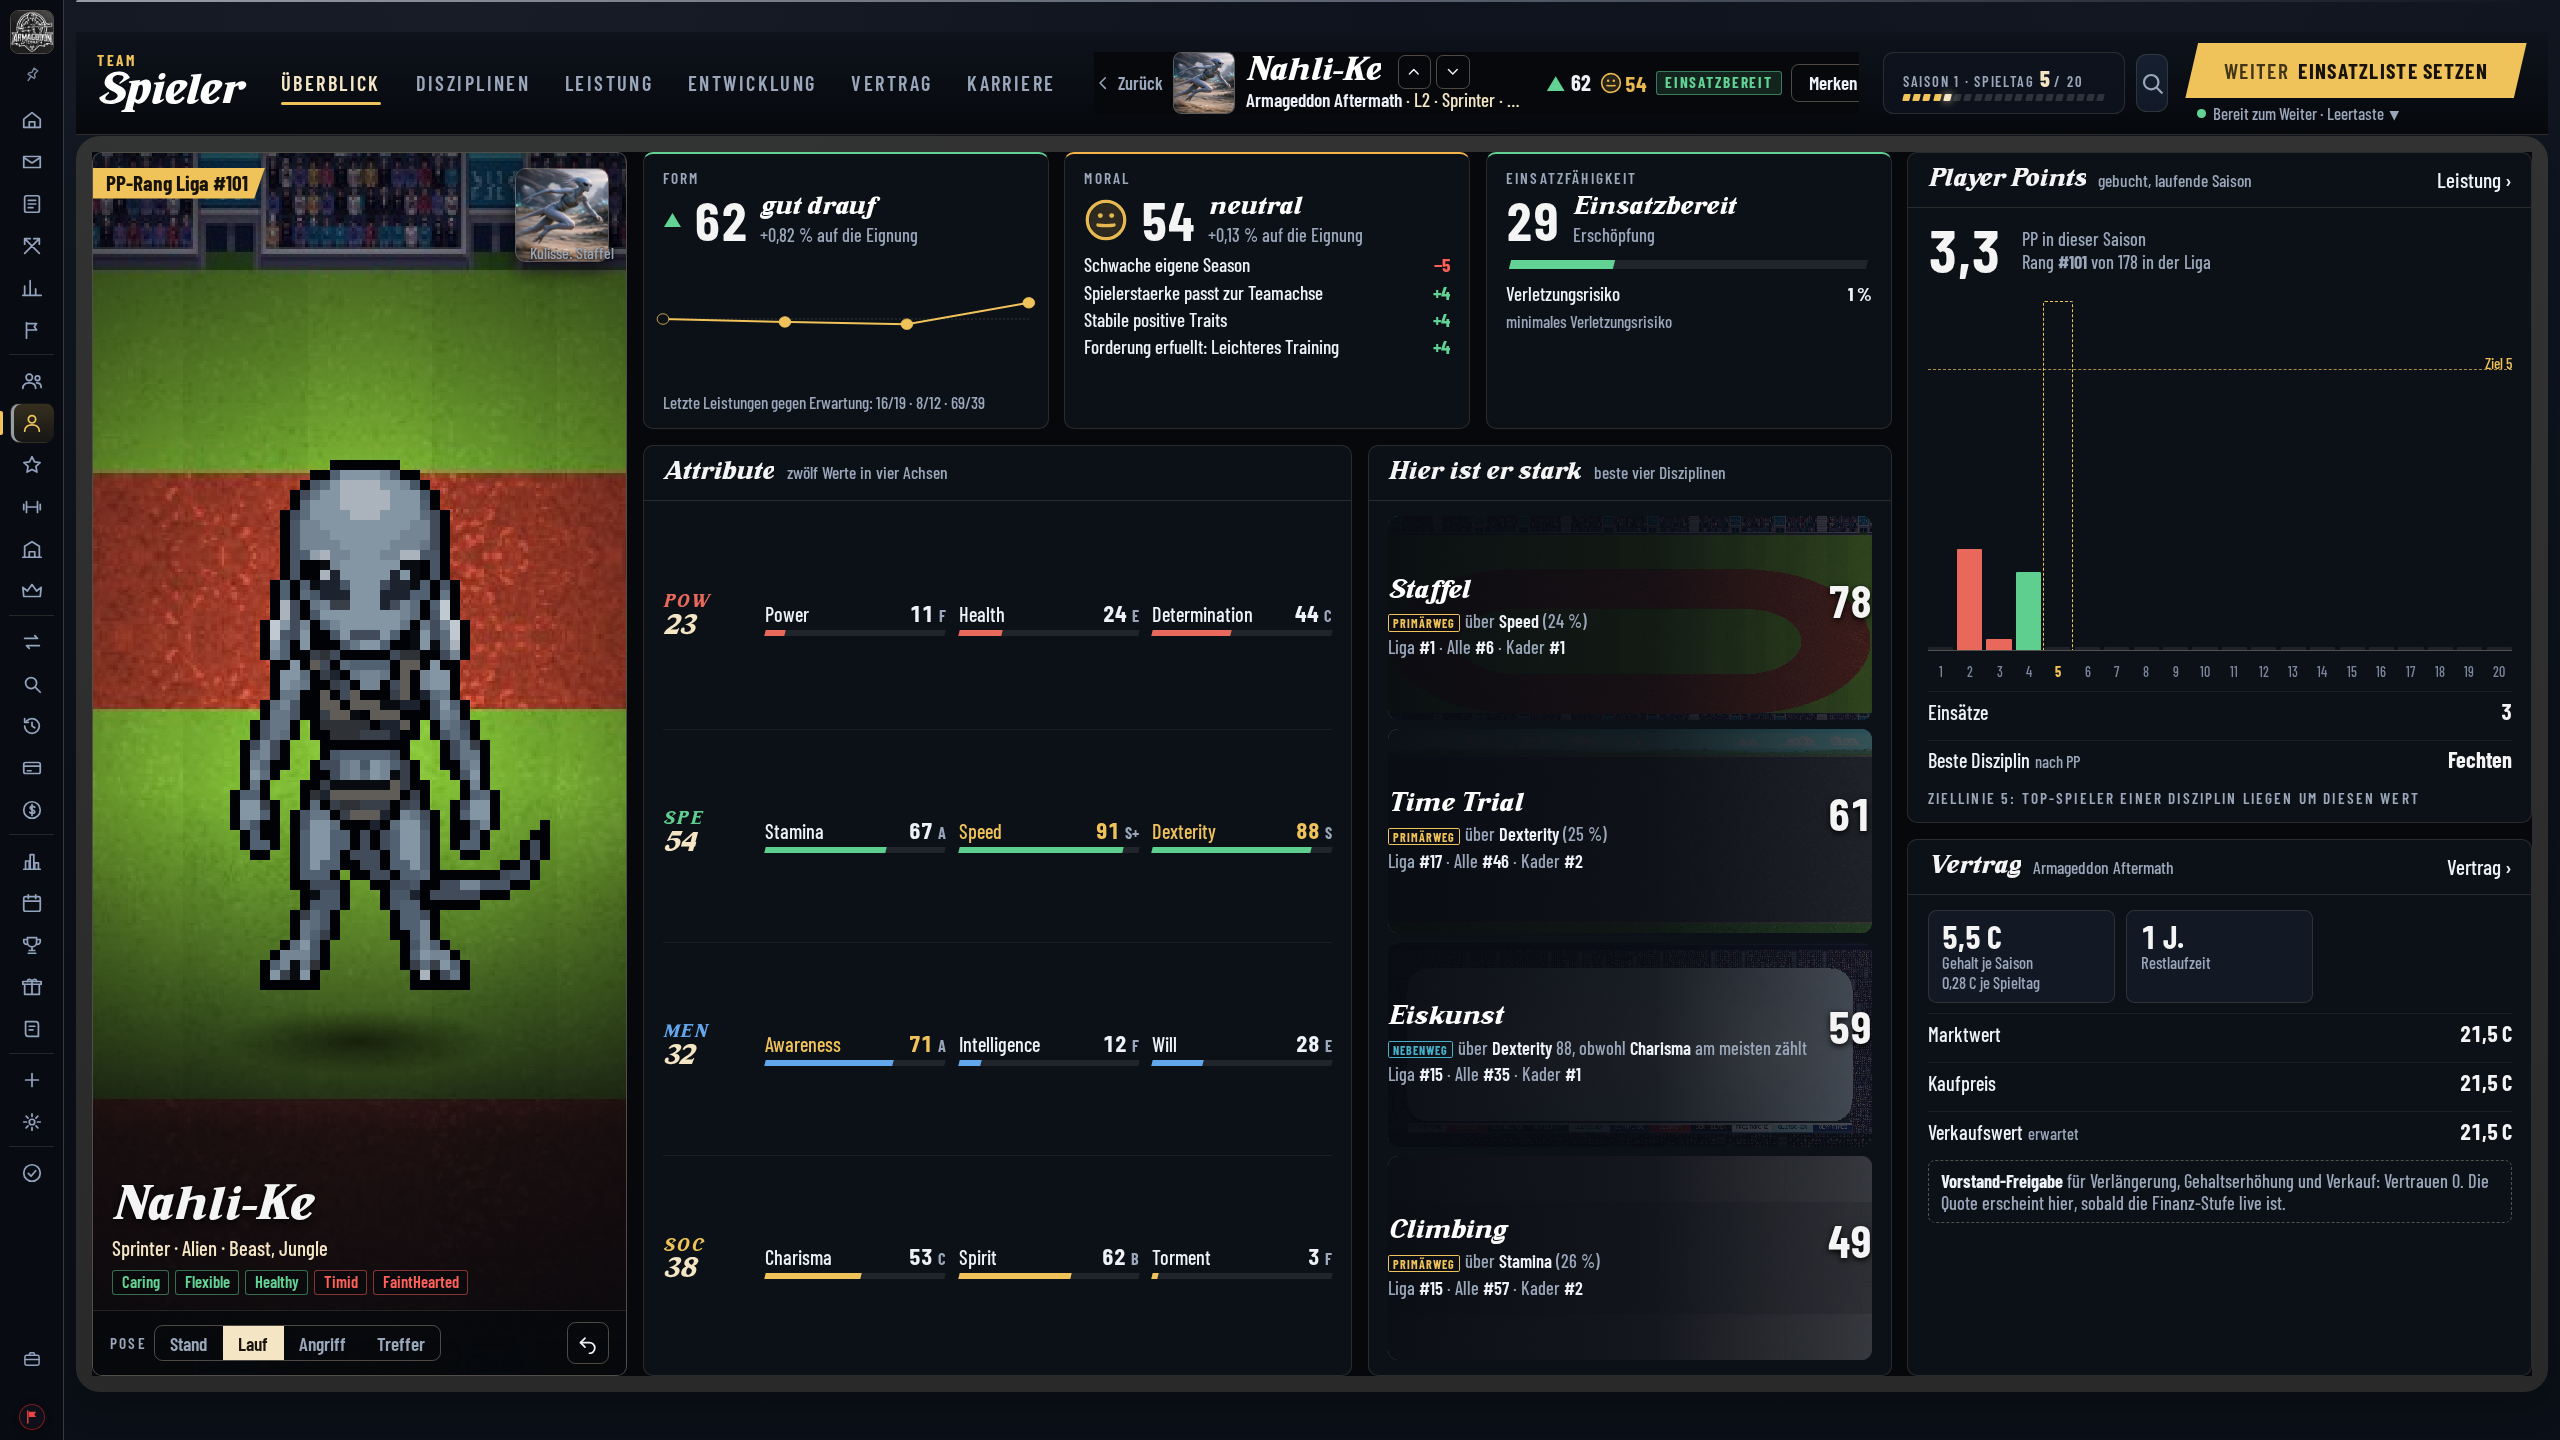 TEAM
Spieler
ÜBERBLICK
DISZIPLINEN
LEISTUNG
ENTWICKLUNG
VERTRAG
KARRIERE
Zurück
Nahli-Ke
Armageddon Aftermath · L2 · Sprinter · ...
62
54
EINSATZBEREIT
Merken
SAISON 1 · SPIELTAG 5 / 20
WEITER EINSATZLISTE SETZEN
Bereit zum Weiter · Leertaste ▼
PP-Rang Liga #101
Kulisse: Staffel
Nahli-Ke
Sprinter · Alien · Beast, Jungle
Caring
Flexible
Healthy
Timid
FaintHearted
POSE
Stand
Lauf
Angriff
Treffer
FORM
62 gut drauf
+0,82 % auf die Eignung
Letzte Leistungen gegen Erwartung: 16/19 · 8/12 · 69/39
MORAL
54 neutral
+0,13 % auf die Eignung
Schwache eigene Season −5
Spielerstaerke passt zur Teamachse +4
Stabile positive Traits +4
Forderung erfuellt: Leichteres Training +4
EINSATZFÄHIGKEIT
29 Einsatzbereit
Erschöpfung
Verletzungsrisiko 1 %
minimales Verletzungsrisiko
Attribute zwölf Werte in vier Achsen
POW
23
Power 11 F
Health 24 E
Determination 44 C
SPE
54
Stamina 67 A
Speed 91 S+
Dexterity 88 S
MEN
32
Awareness 71 A
Intelligence 12 F
Will 28 E
SOC
38
Charisma 53 C
Spirit 62 B
Torment 3 F
Hier ist er stark beste vier Disziplinen
Staffel
78
PRIMÄRWEG über Speed (24 %)
Liga #1 · Alle #6 · Kader #1
Time Trial
61
PRIMÄRWEG über Dexterity (25 %)
Liga #17 · Alle #46 · Kader #2
Eiskunst
59
NEBENWEG über Dexterity 88, obwohl Charisma am meisten zählt
Liga #15 · Alle #35 · Kader #1
Climbing
49
PRIMÄRWEG über Stamina (26 %)
Liga #15 · Alle #57 · Kader #2
Player Points gebucht, laufende Saison
Leistung ›
3,3
PP in dieser Saison
Rang #101 von 178 in der Liga
Ziel 5
1 2 3 4 5 6 7 8 9 10 11 12 13 14 15 16 17 18 19 20
Einsätze 3
Beste Disziplin nach PP Fechten
ZIELLINIE 5: TOP-SPIELER EINER DISZIPLIN LIEGEN UM DIESEN WERT
Vertrag Armageddon Aftermath
Vertrag ›
5,5 C
Gehalt je Saison
0,28 C je Spieltag
1 J.
Restlaufzeit
Marktwert 21,5 C
Kaufpreis 21,5 C
Verkaufswert erwartet 21,5 C
Vorstand-Freigabe für Verlängerung, Gehaltserhöhung und Verkauf: Vertrauen 0. Die
Quote erscheint hier, sobald die Finanz-Stufe live ist.